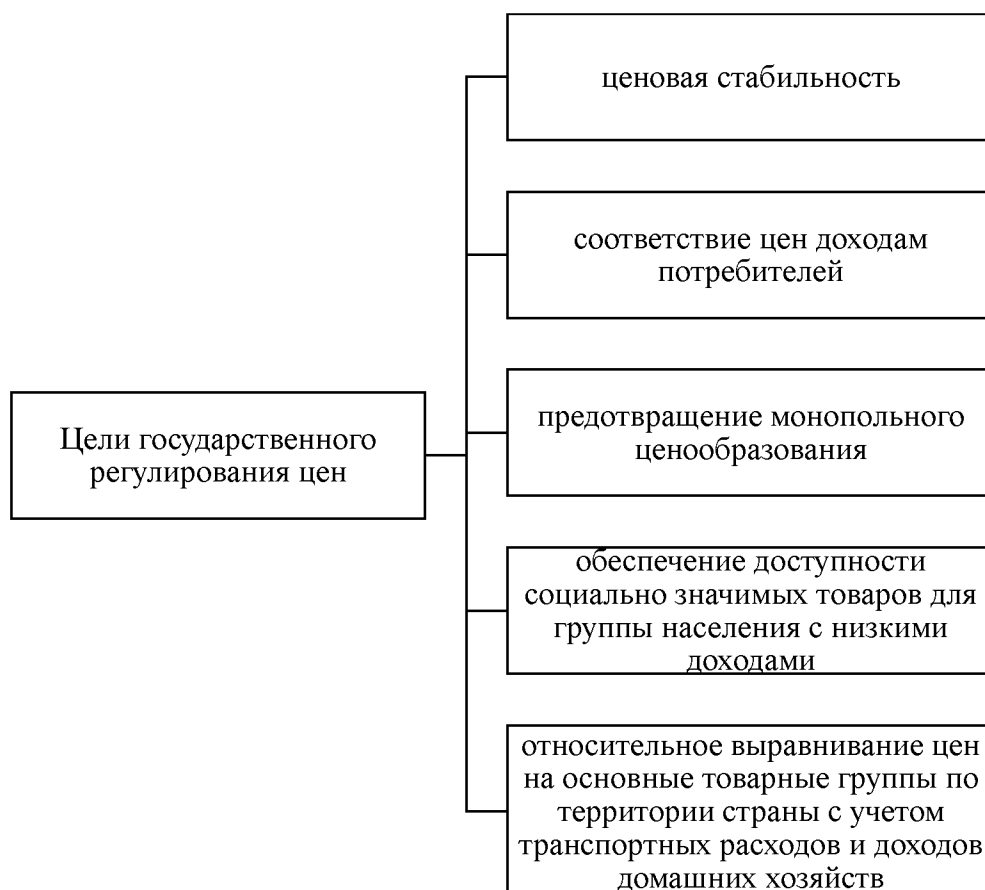 Цели государственного
регулирования цен
ценовая стабильность
соответствие цен доходам
потребителей
предотвращение монопольного
ценообразования
обеспечение доступности
социально значимых товаров для
группы населения с низкими
доходами
относительное выравнивание цен
на основные товарные группы по
территории страны с учетом
транспортных расходов и доходов
домашних хозяйств